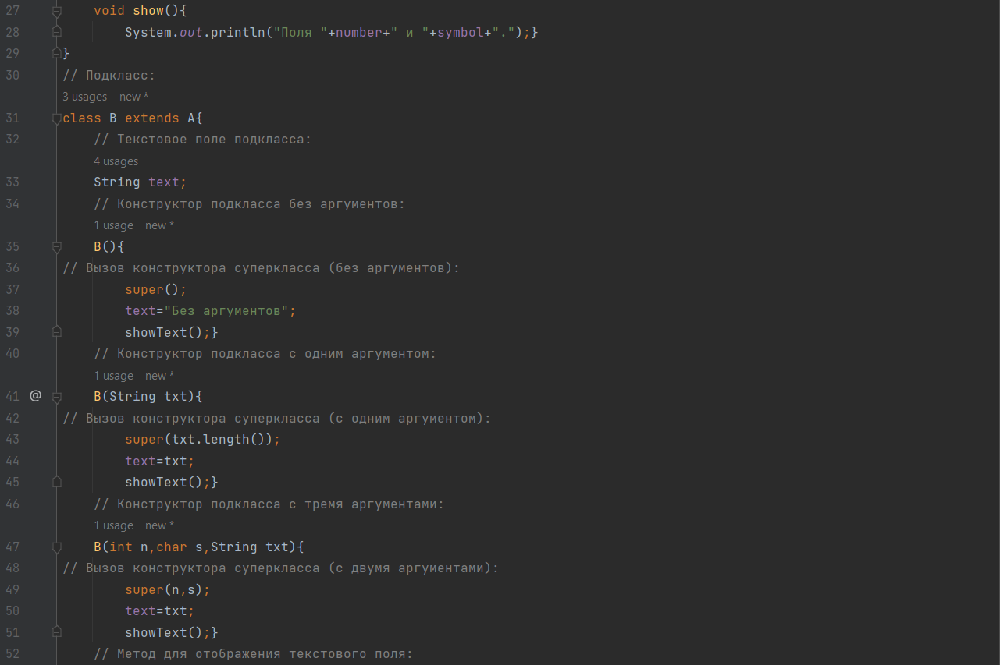 27 void show(){
28 System.out.println("Поля "+number+" и "+symbol+".");}
29 }
30 // Подкласс:
3 usages new *
31 class B extends A{
32 // Текстовое поле подкласса:
4 usages
33 String text;
34 // Конструктор подкласса без аргументов:
1 usage new *
35 B(){
36 // Вызов конструктора суперкласса (без аргументов):
37 super();
38 text="Без аргументов";
39 showText();}
40 // Конструктор подкласса с одним аргументом:
1 usage new *
41 @ B(String txt){
42 // Вызов конструктора суперкласса (с одним аргументом):
43 super(txt.length());
44 text=txt;
45 showText();}
46 // Конструктор подкласса с тремя аргументами:
1 usage new *
47 B(int n,char s,String txt){
48 // Вызов конструктора суперкласса (с двумя аргументами):
49 super(n,s);
50 text=txt;
51 showText();}
52 // Метод для отображения текстового поля: